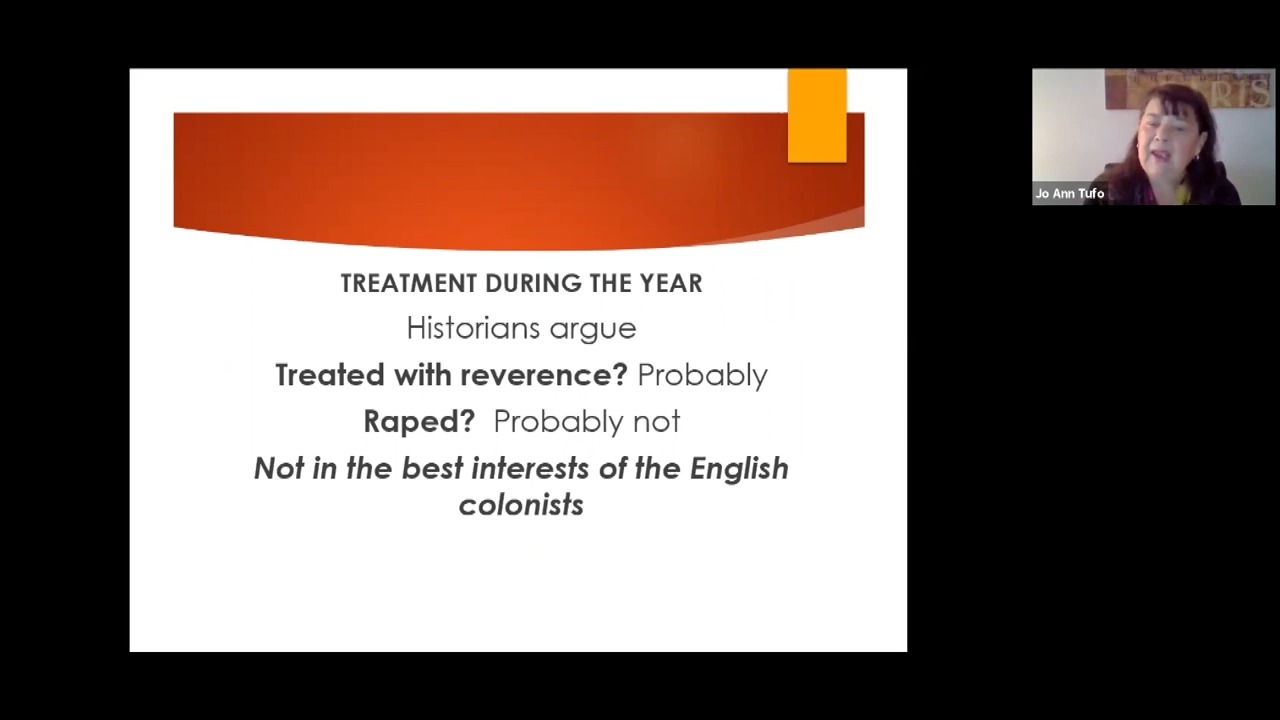 TREATMENT DURING THE YEAR
Historians argue
Treated with reverence? Probably
Raped? Probably not
Not in the best interests of the English
colonists
RIS
Jo Ann Tufo